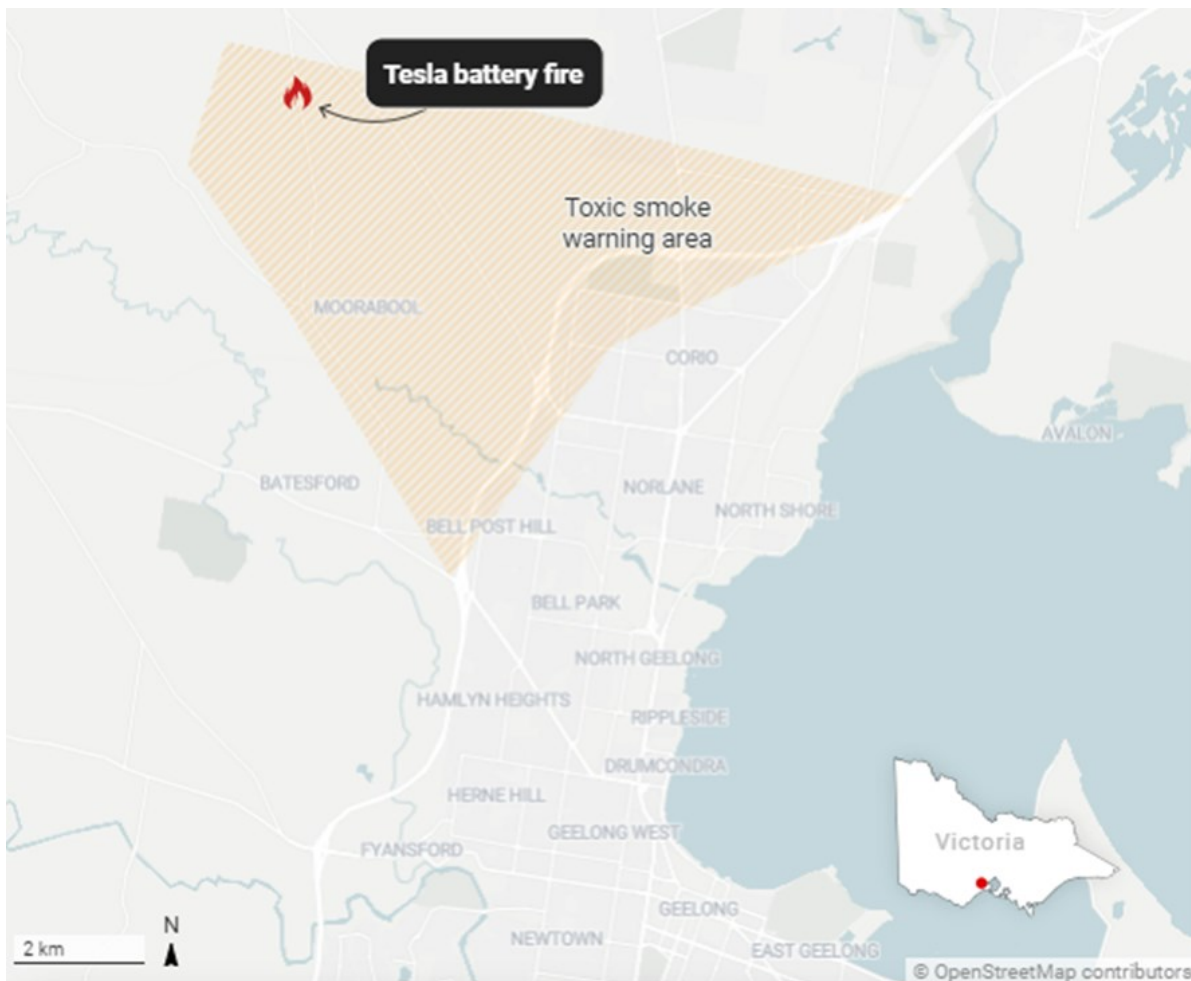 Tesla battery fire
Toxic smoke
warning area
MOORABOOL
CORIO
AVALON
BATESFORD
NORLANE
NORTH SHORE
BELL POST HILL
BELL PARK
NORTH GEELONG
HAMLYN HEIGHTS
RIPPLESIDE
DRUMCONDRA
HERNE HILL
GEELONG WEST
Victoria
FYANSFORD
GEELONG
N
NEWTOWN
2 km
EAST GEELONG
© OpenStreetMap contributors